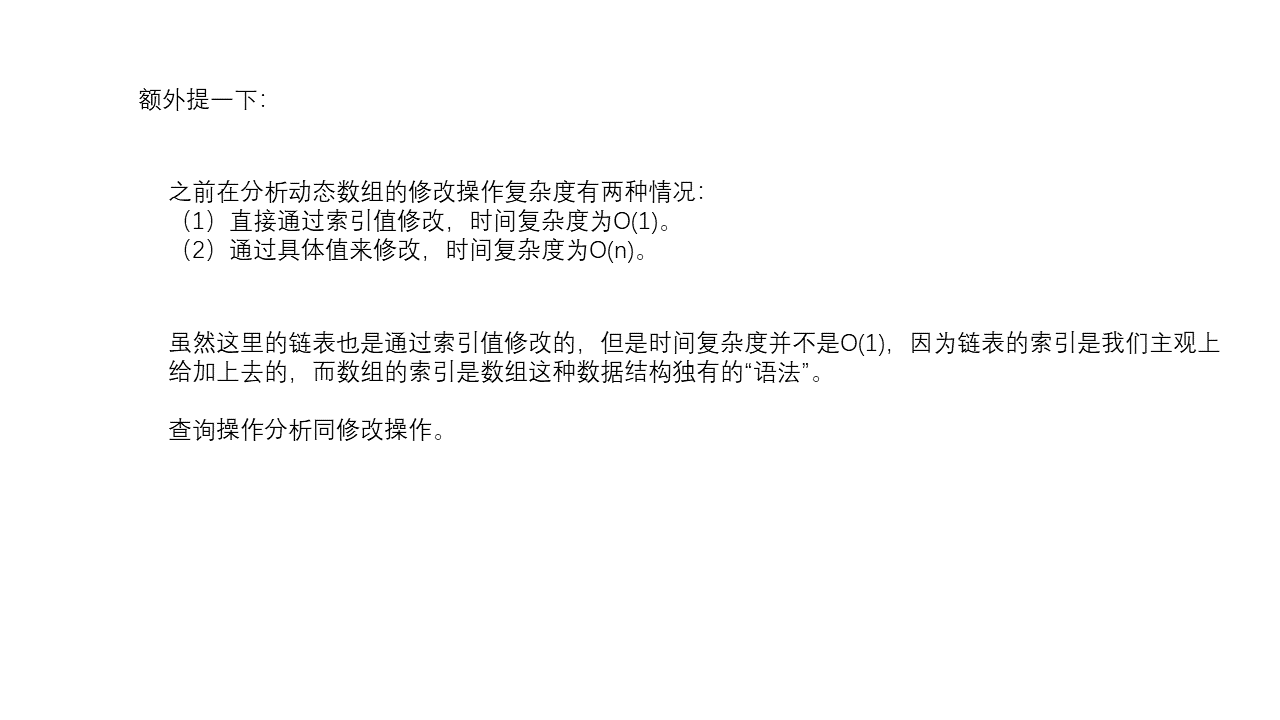 额外提一下：
之前在分析动态数组的修改操作复杂度有两种情况：
（1）直接通过索引值修改，时间复杂度为O(1)。
（2）通过具体值来修改，时间复杂度为O(n)。
虽然这里的链表也是通过索引值修改的，但是时间复杂度并不是O(1)，因为链表的索引是我们主观上
给加上去的，而数组的索引是数组这种数据结构独有的“语法”。
查询操作分析同修改操作。